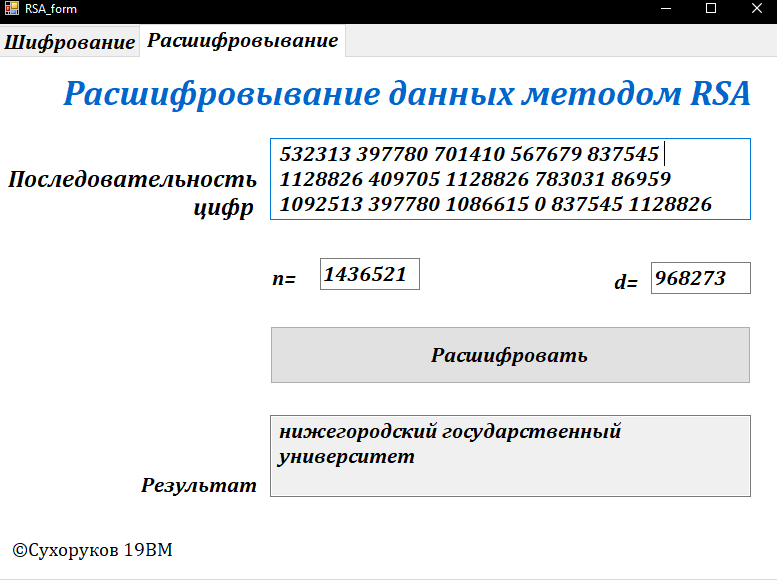 RSA_form
Шифрование Расшифровывание
Расшифровывание данных методом RSA
Последовательность
цифр
532313 397780 701410 567679 837545
1128826 409705 1128826 783031 86959
1092513 397780 1086615 0 837545 1128826
n= 1436521 d= 968273
Расшифровать
Результат
нижегородский государственный
университет
©Сухоруков 19ВМ